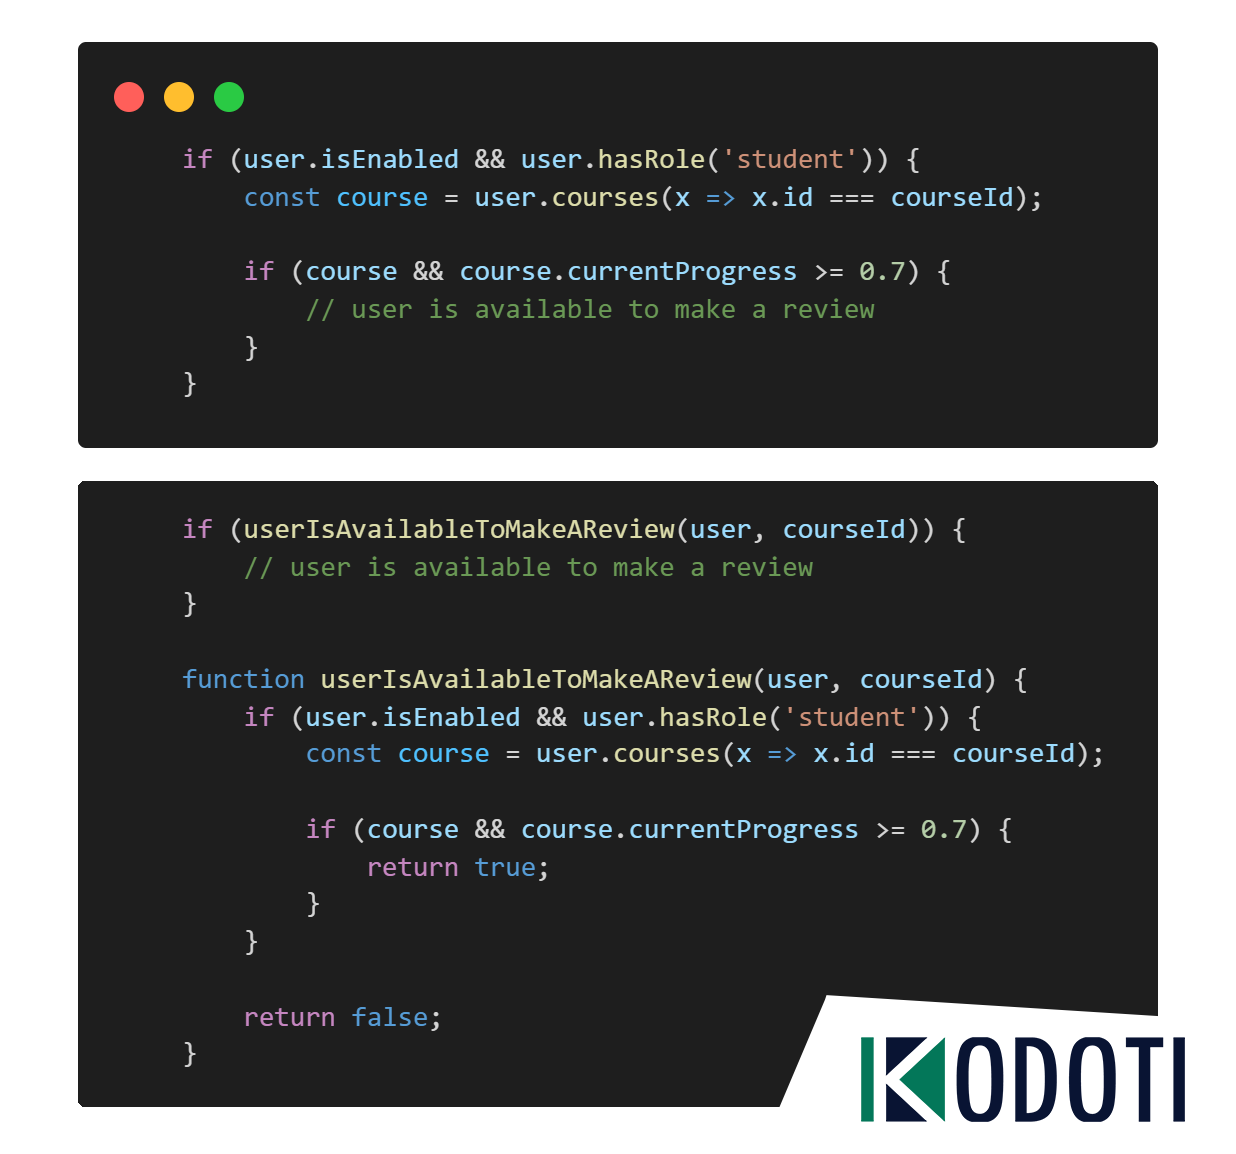 if (user.isEnabled && user.hasRole('student')) {
const course = user.courses(x => x.id === courseId);
if (course && course.currentProgress >= 0.7) {
// user is available to make a review
}
}
if (userIsAvailableToMakeAReview(user, courseId)) {
// user is available to make a review
}
function userIsAvailableToMakeAReview(user, courseId) {
if (user.isEnabled && user.hasRole('student')) {
const course = user.courses(x => x.id === courseId);
if (course && course.currentProgress >= 0.7) {
return true;
}
}
return false;
}
KODOTI